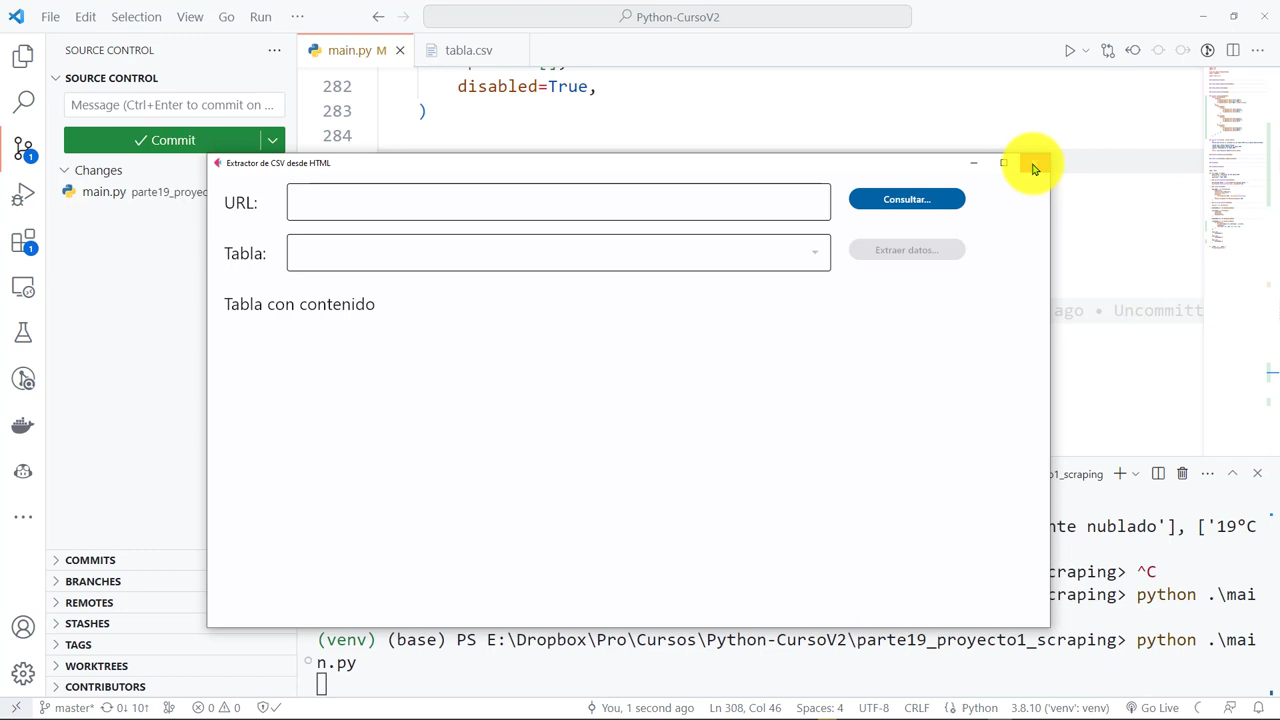 File Edit Selection View Go Run ···
Python-CursoV2
SOURCE CONTROL ···
main.py M
tabla.csv
SOURCE CONTROL
Message (Ctrl+Enter to commit on ...
Commit
Changes
main.py parte19_proyec
282 disabled=True,
283 )
284
Extractor de CSV desde HTML
URL:
Consultar...
Tabla:
Extraer datos...
Tabla con contenido
ago • Uncommitt
o1_scraping
nte nublado'], ['19°C
craping> ^C
craping> python .\mai
(venv) (base) PS E:\Dropbox\Pro\Cursos\Python-CursoV2\parte19_proyecto1_scraping> python .\mai
n.py
COMMITS
BRANCHES
REMOTES
STASHES
TAGS
WORKTREES
CONTRIBUTORS
1
1
master* 0↓ 10↑ 0 0 You, 1 second ago Ln 308, Col 46 Spaces: 4 UTF-8 CRLF Python 3.8.10 ('venv': venv) Go Live